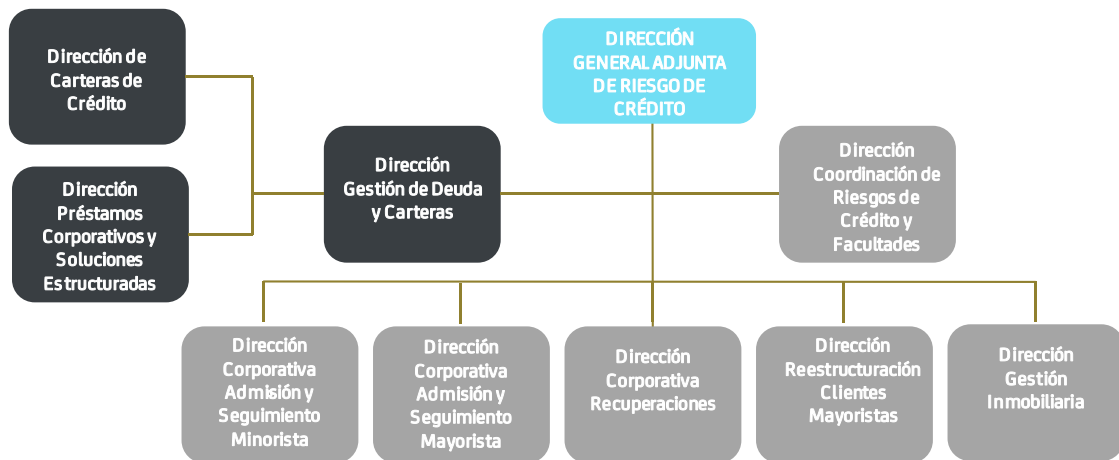 Dirección de
Carteras de
Crédito
DIRECCIÓN
GENERAL ADJUNTA
DE RIESGO DE
CRÉDITO
Dirección
Préstamos
Corporativos y
Soluciones
Estructuradas
Dirección
Gestión de Deuda
y Carteras
Dirección
Coordinación de
Riesgos de
Crédito y
Facultades
Dirección
Corporativa
Admisión y
Seguimiento
Minorista
Dirección
Corporativa
Admisión y
Seguimiento
Mayorista
Dirección
Corporativa
Recuperaciones
Dirección
Reestructuración
Clientes
Mayoristas
Dirección
Gestión
Inmobiliaria